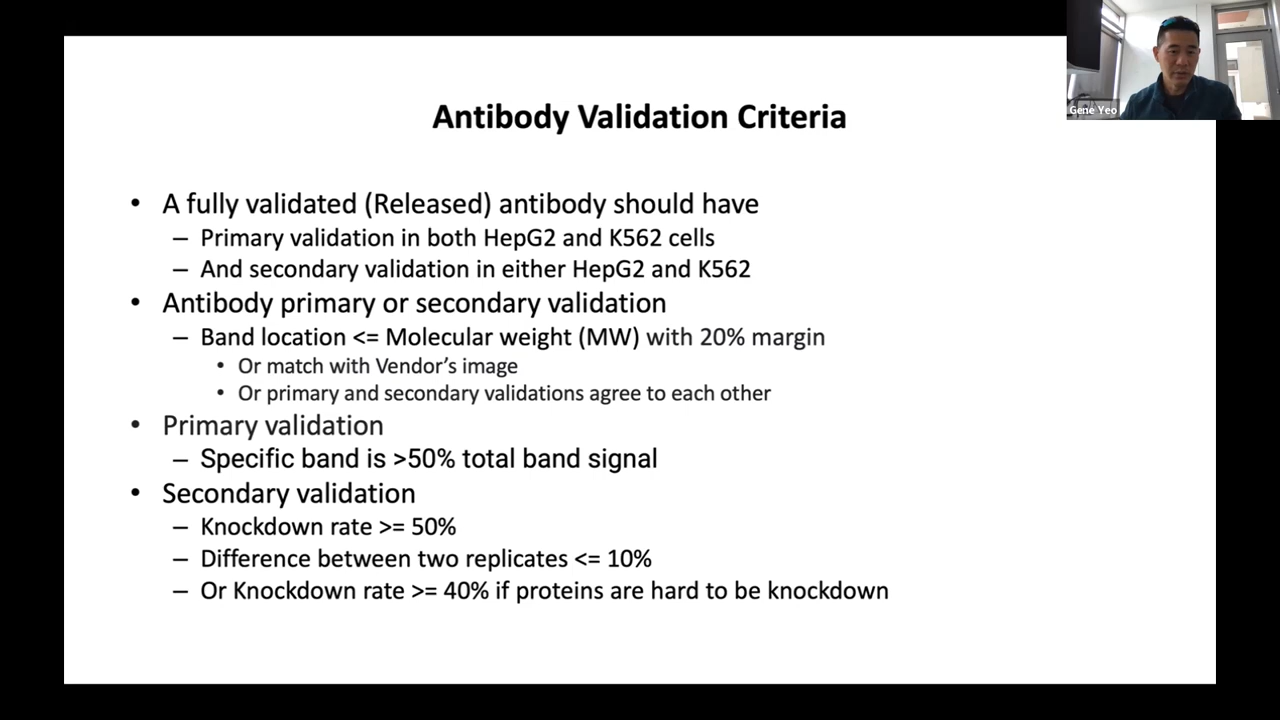 Gene Yeo
Antibody Validation Criteria
• A fully validated (Released) antibody should have
– Primary validation in both HepG2 and K562 cells
– And secondary validation in either HepG2 and K562
• Antibody primary or secondary validation
– Band location <= Molecular weight (MW) with 20% margin
• Or match with Vendor’s image
• Or primary and secondary validations agree to each other
• Primary validation
– Specific band is >50% total band signal
• Secondary validation
– Knockdown rate >= 50%
– Difference between two replicates <= 10%
– Or Knockdown rate >= 40% if proteins are hard to be knockdown